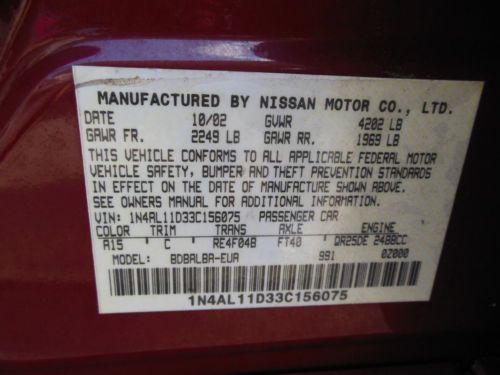 MANUFACTURED BY NISSAN MOTOR CO., LTD.
DATE 10/02 GVWR 4202 LB
GAWR FR. 2249 LB GAWR RR. 1969 LB
THIS VEHICLE CONFORMS TO ALL APPLICABLE FEDERAL MOTOR
VEHICLE SAFETY, BUMPER AND THEFT PREVENTION STANDARDS
IN EFFECT ON THE DATE OF MANUFACTURE SHOWN ABOVE.
SEE OWNERS MANUAL FOR ADDITIONAL INFORMATION.
VIN: 1N4AL11D33C156075 PASSENGER CAR
COLOR TRIM TRANS AXLE ENGINE
A15 C RE4F04B FT40 QR25DE 2488CC
MODEL: BDBALBA-EUA 991 0Z000
1N4AL11D33C156075